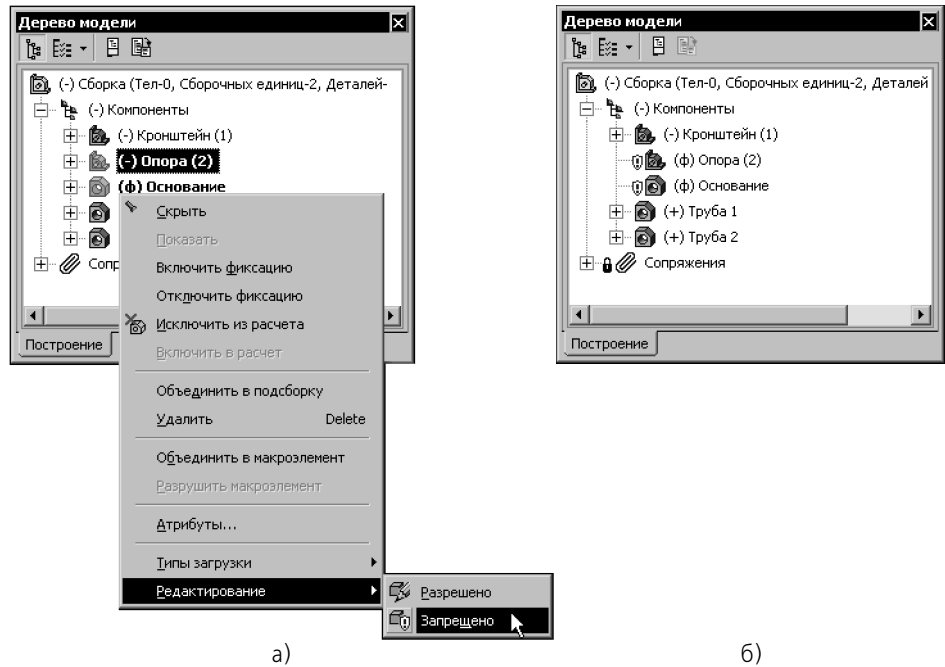 Дерево модели
(-) Сборка (Тел-0, Сборочных единиц-2, Деталей-
(-) Компоненты
(-) Кронштейн (1)
(-) Опора (2)
(ф) Основание
Сопр
Построение
Скрыть
Показать
Включить фиксацию
Отключить фиксацию
Исключить из расчета
Включить в расчет
Объединить в подсборку
Удалить Delete
Объединить в макроэлемент
Разрушить макроэлемент
Атрибуты...
Типы загрузки
Редактирование
Разрешено
Запрещено
а)
Дерево модели
(-) Сборка (Тел-0, Сборочных единиц-2, Деталей
(-) Компоненты
(-) Кронштейн (1)
(ф) Опора (2)
(ф) Основание
(+) Труба 1
(+) Труба 2
Сопряжения
Построение
б)